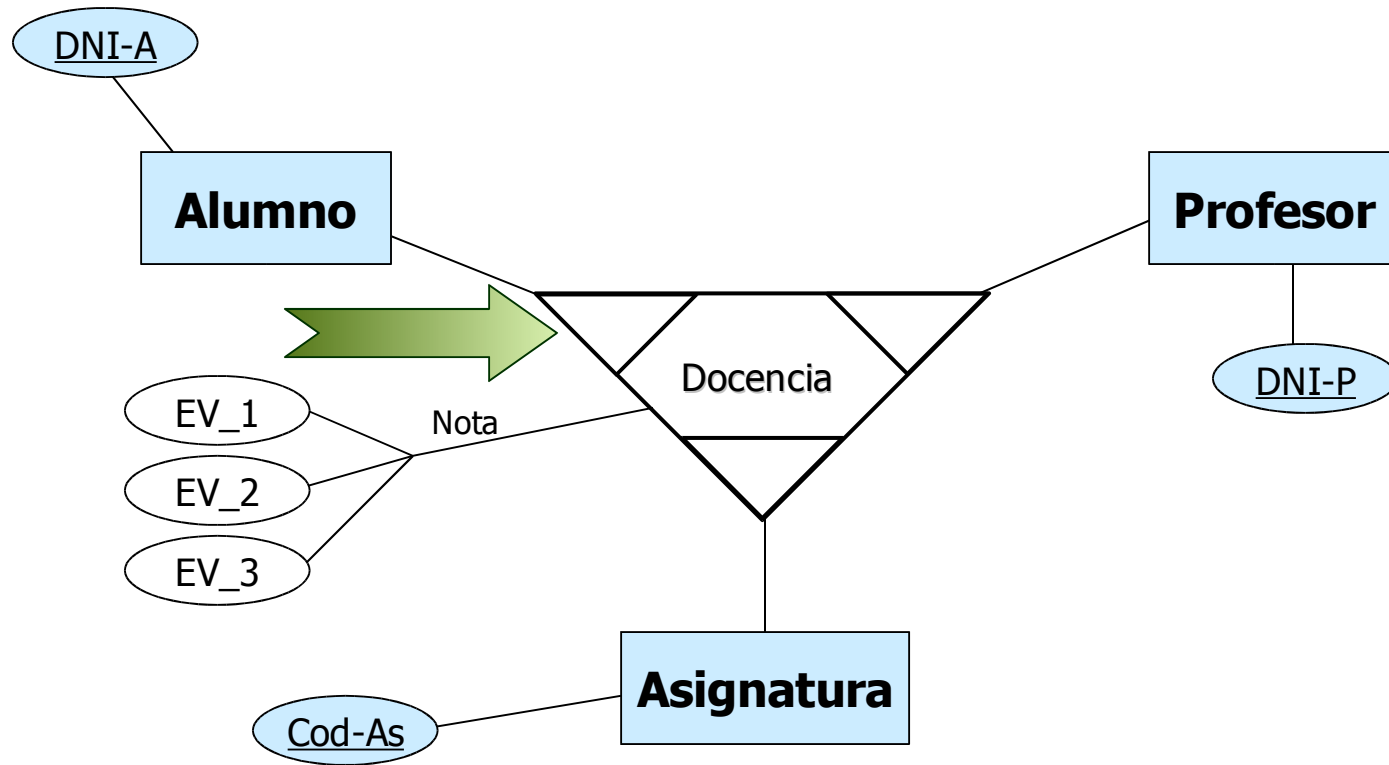 DNI-A
Alumno
Profesor
Docencia
DNI-P
EV_1
Nota
EV_2
EV_3
Asignatura
Cod-As